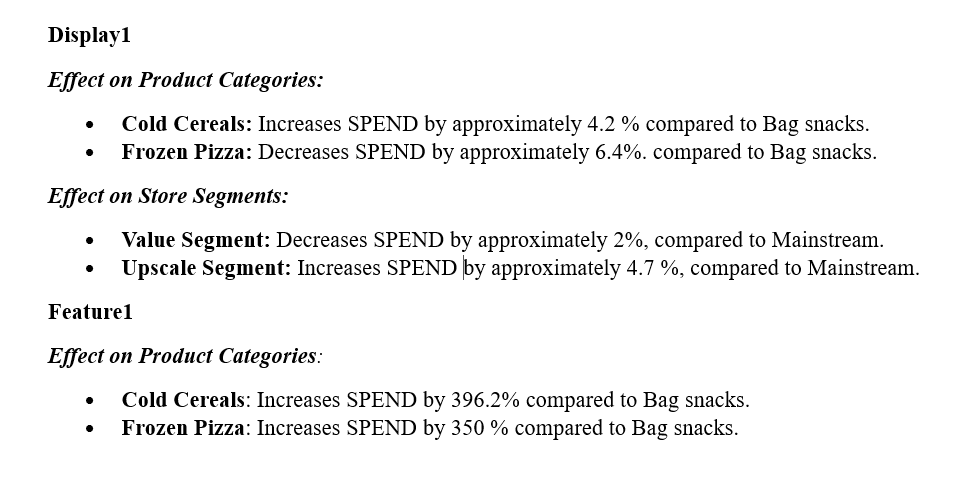 Display1
Effect on Product Categories:
• Cold Cereals: Increases SPEND by approximately 4.2 % compared to Bag snacks.
• Frozen Pizza: Decreases SPEND by approximately 6.4%. compared to Bag snacks.
Effect on Store Segments:
• Value Segment: Decreases SPEND by approximately 2%, compared to Mainstream.
• Upscale Segment: Increases SPEND by approximately 4.7 %, compared to Mainstream.
Feature1
Effect on Product Categories:
• Cold Cereals: Increases SPEND by 396.2% compared to Bag snacks.
• Frozen Pizza: Increases SPEND by 350 % compared to Bag snacks.